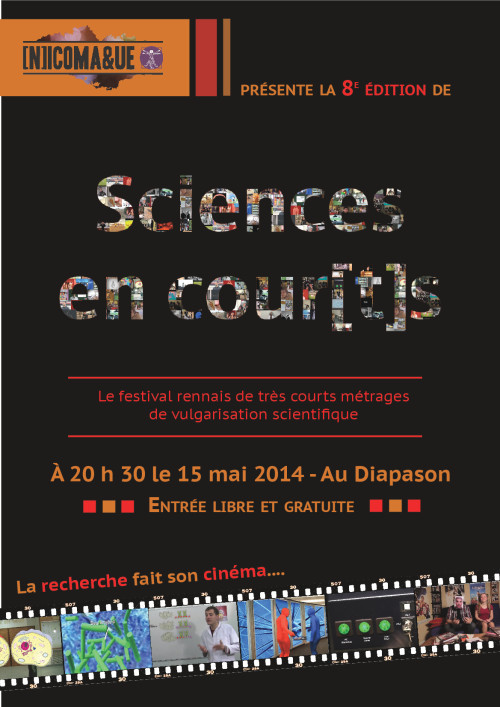 [N]ICOMA&UE
PRÉSENTE LA 8E ÉDITION DE
Sciences
en cour[t]s
Le festival rennais de très courts métrages
de vulgarisation scientifique
À 20 h 30 le 15 mai 2014 - Au Diapason
ENTRÉE LIBRE ET GRATUITE
La recherche fait son cinéma....